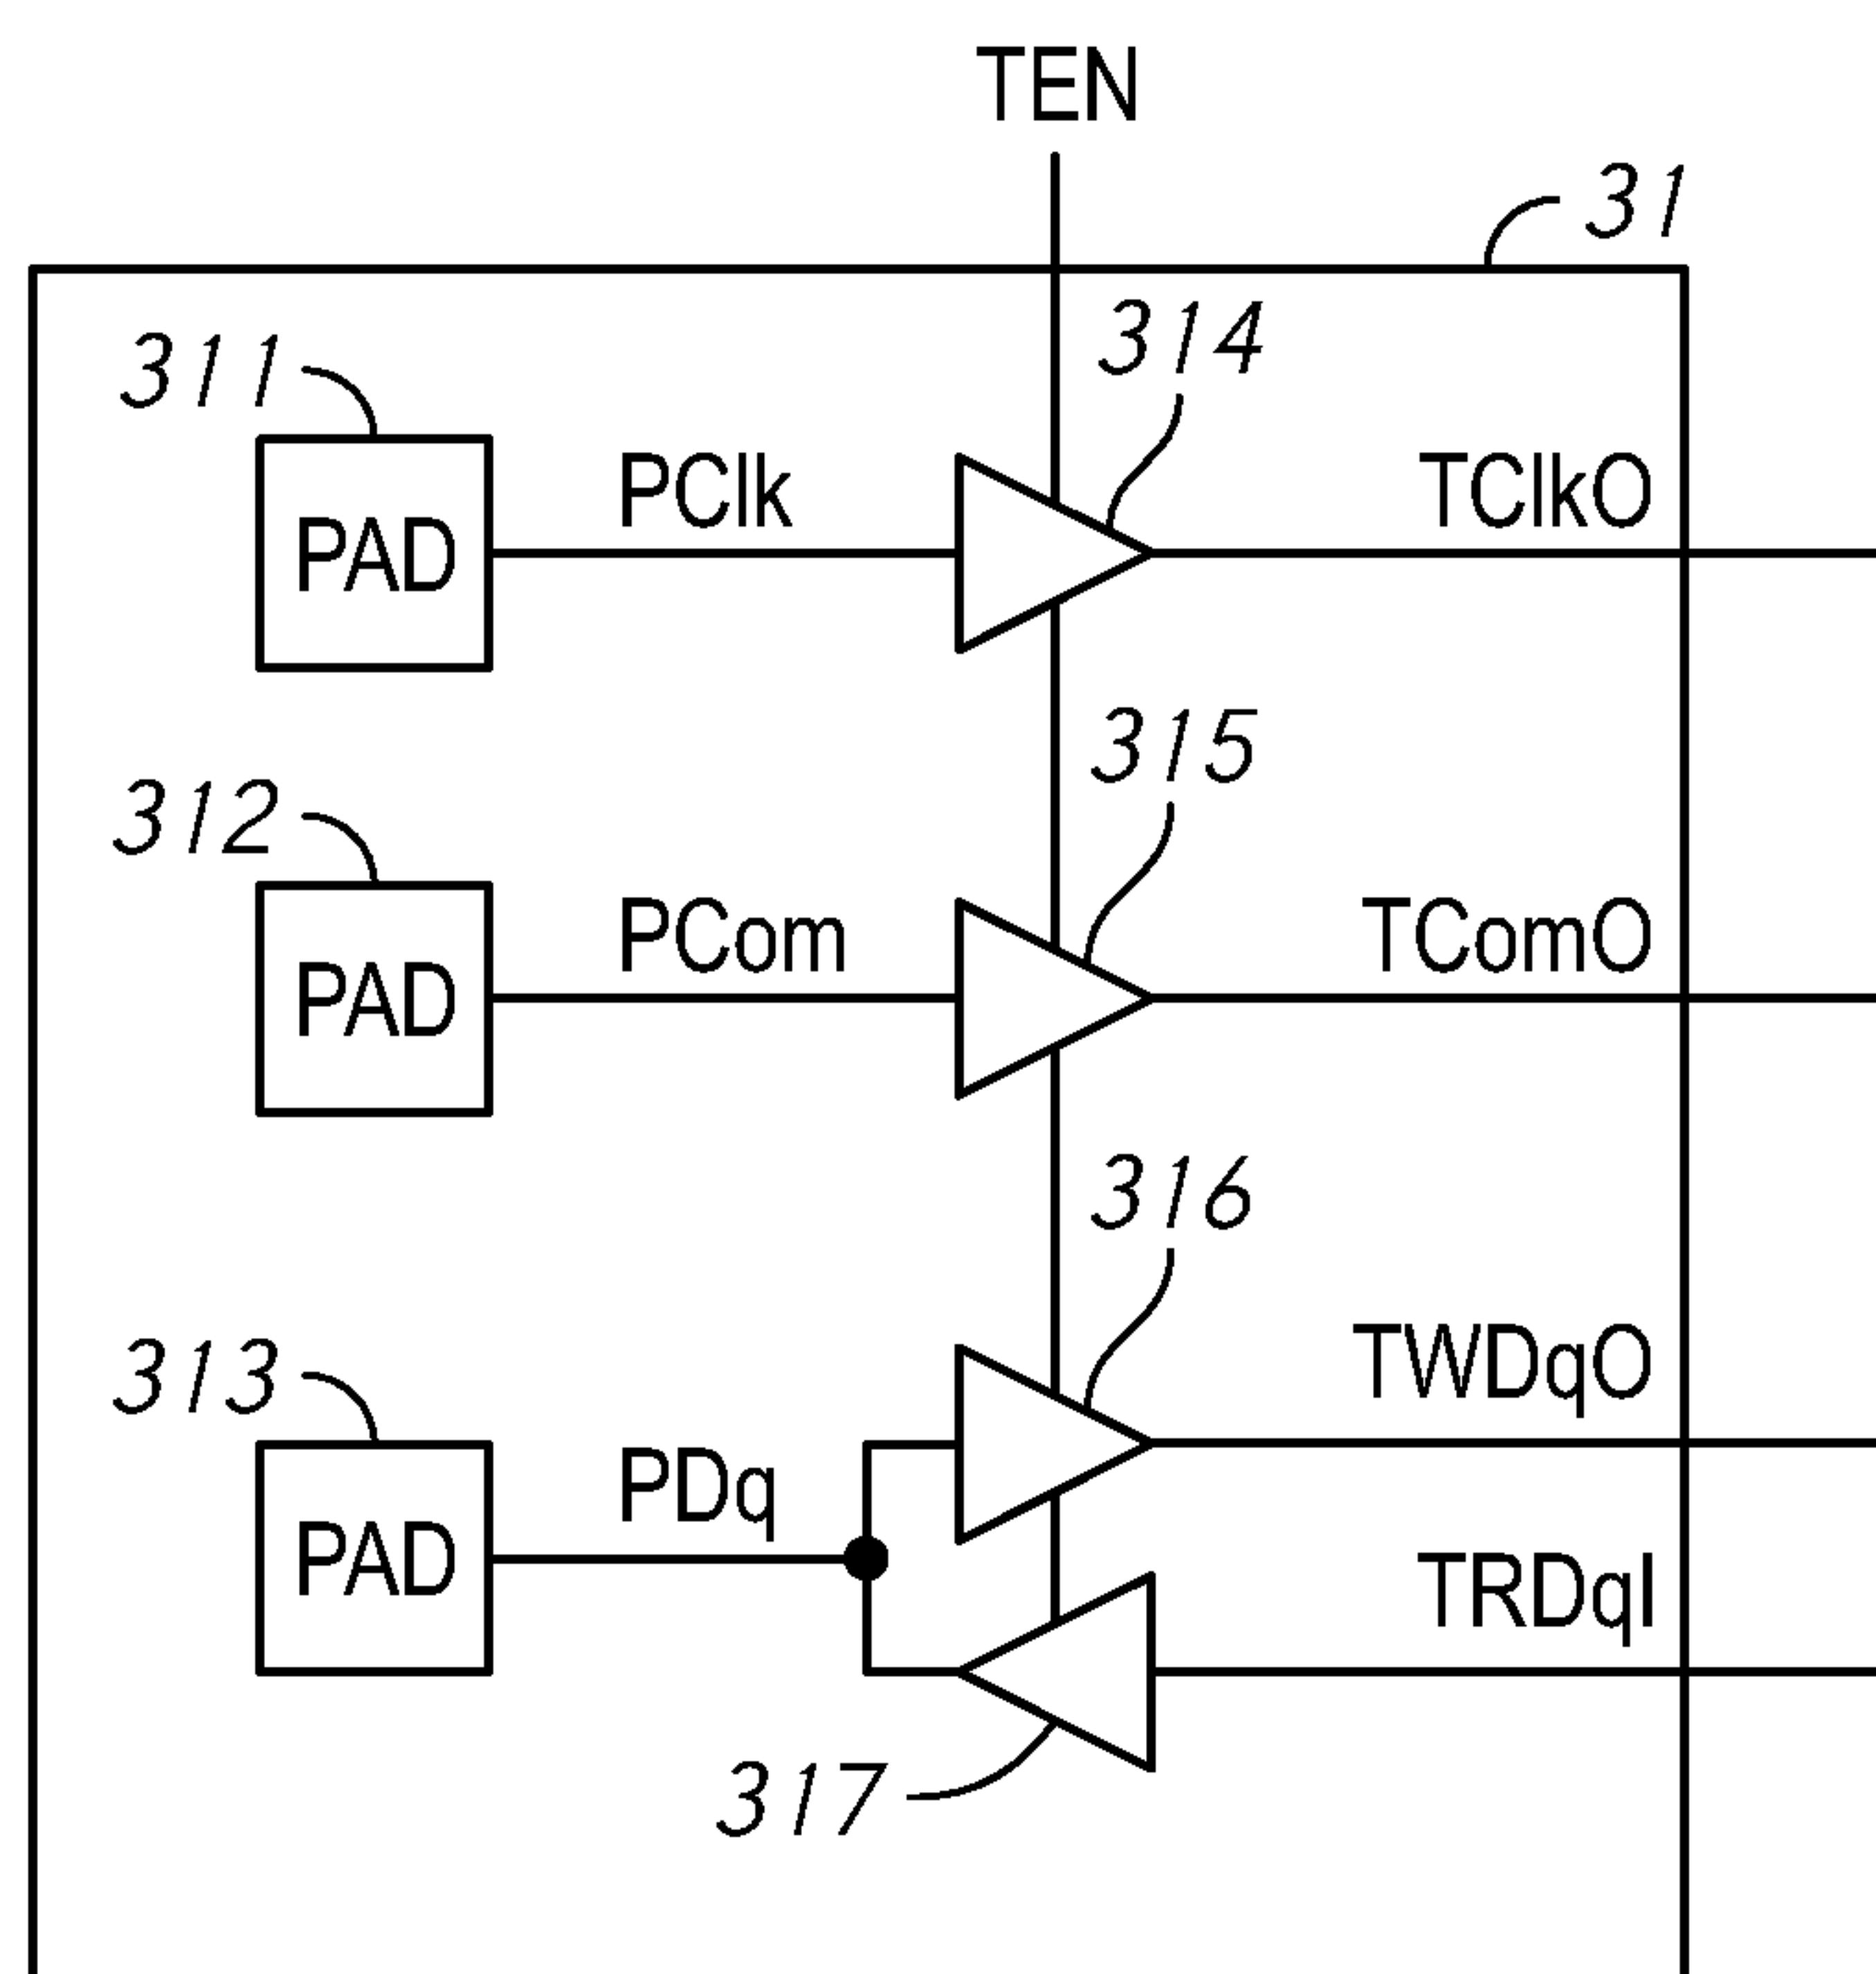 TEN
31
311
314
PClk
TClkO
PAD
315
312
PCom
TComO
PAD
316
313
TWDqO
PDq
PAD
TRDqI
317